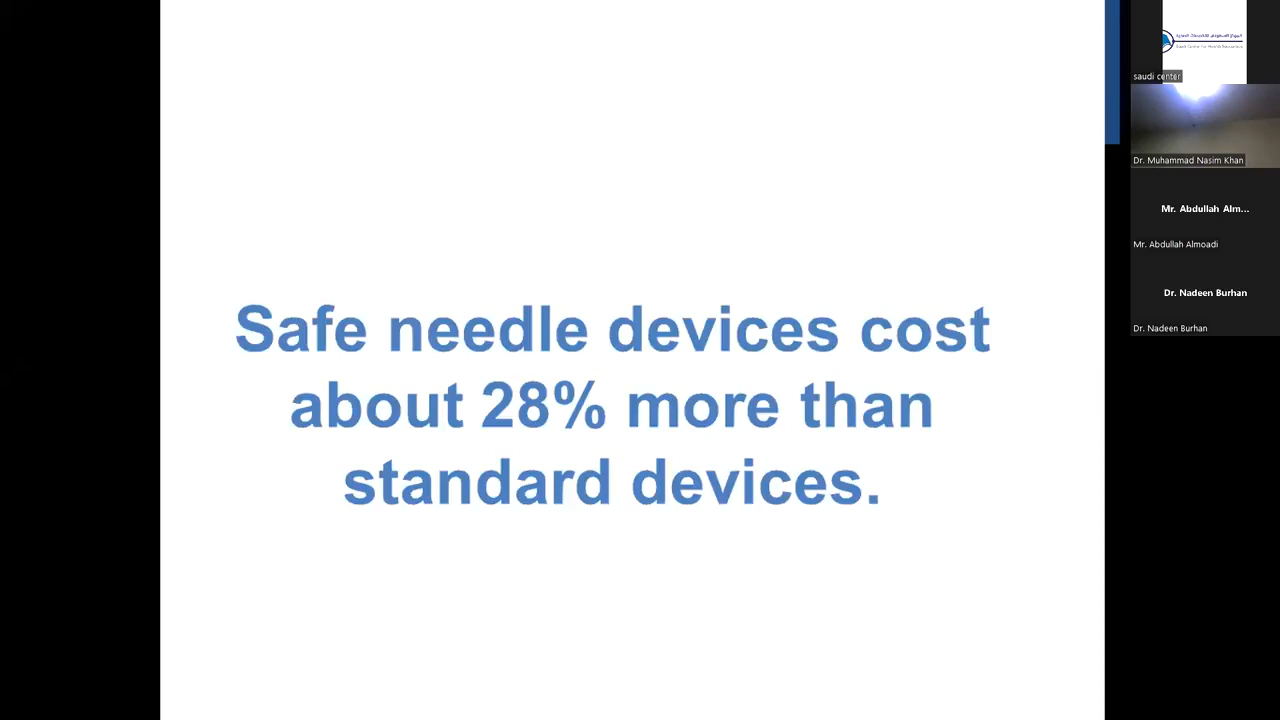 Safe needle devices cost
about 28% more than
standard devices.
saudi center
Dr. Muhammad Nasim Khan
Mr. Abdullah Alm...
Mr. Abdullah Almoadi
Dr. Nadeen Burhan
Dr. Nadeen Burhan